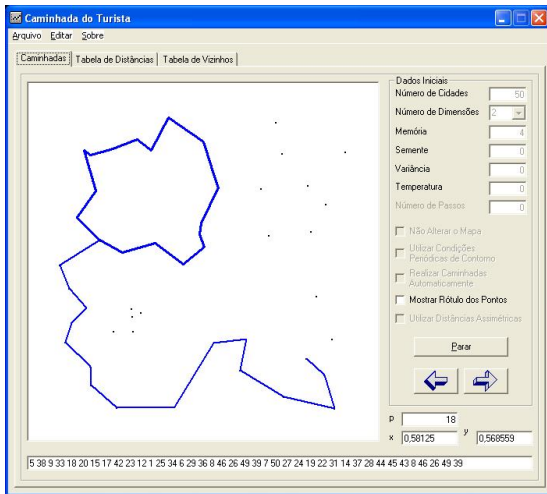 Caminhada do Turista
Arquivo Editar Sobre
Caminhadas Tabela de Distâncias Tabela de Vizinhos
Dados Iniciais
Número de Cidades 50
Número de Dimensões 2
Memória 4
Semente 0
Variância 0
Temperatura 0
Número de Passos 0
Não Alterar o Mapa
Utilizar Condições
Periódicas de Contorno
Realizar Caminhadas
Automaticamente
Mostrar Rótulo dos Pontos
Utilizar Distâncias Assimétricas
Parar
p 18
x 0,58125 y 0,568559
5 38 9 33 18 20 15 17 42 23 12 1 25 34 6 29 36 8 46 26 49 39 7 50 27 24 19 22 31 14 37 28 44 45 43 8 46 26 49 39